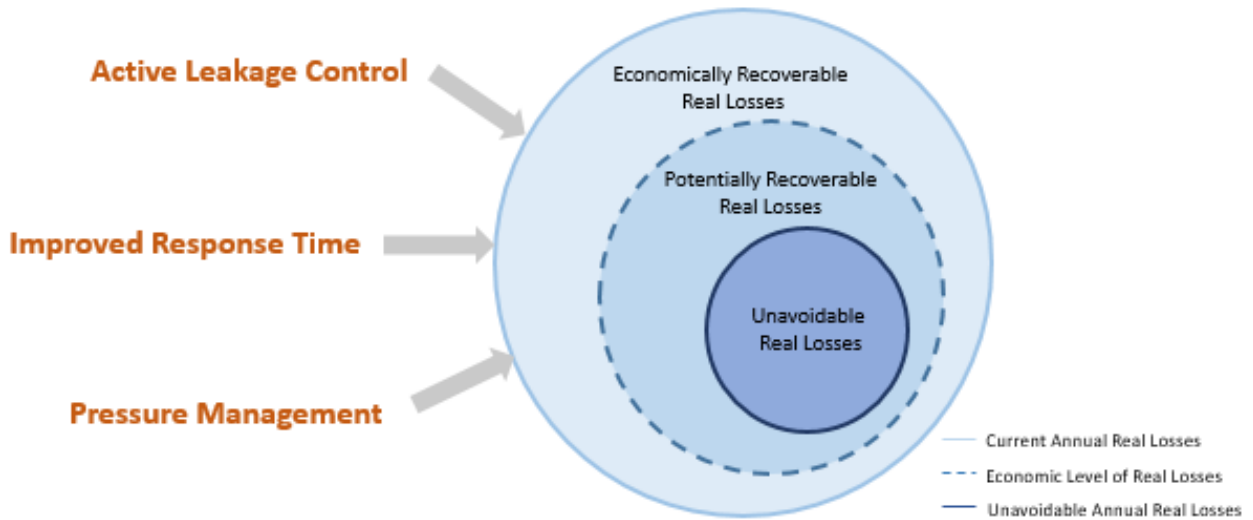 Active Leakage Control
Improved Response Time
Pressure Management
Economically Recoverable
Real Losses
Potentially Recoverable
Real Losses
Unavoidable
Real Losses
Current Annual Real Losses
Economic Level of Real Losses
Unavoidable Annual Real Losses